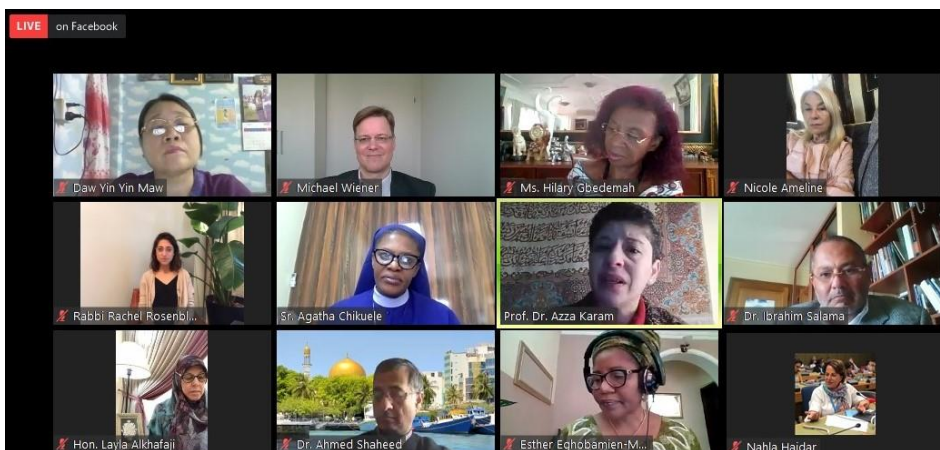 LIVE on Facebook
Daw Yin Yin Maw
Michael Wiener
Ms. Hilary Gbedemah
Nicole Ameline
Rabbi Rachel Rosenbl...
Sr. Agatha Chikuele
Prof. Dr. Azza Karam
Dr. Ibrahim Salama
Hon. Layla Alkhafaji
Dr. Ahmed Shaheed
Esther Eghobamien-M...
Nahla Haidar